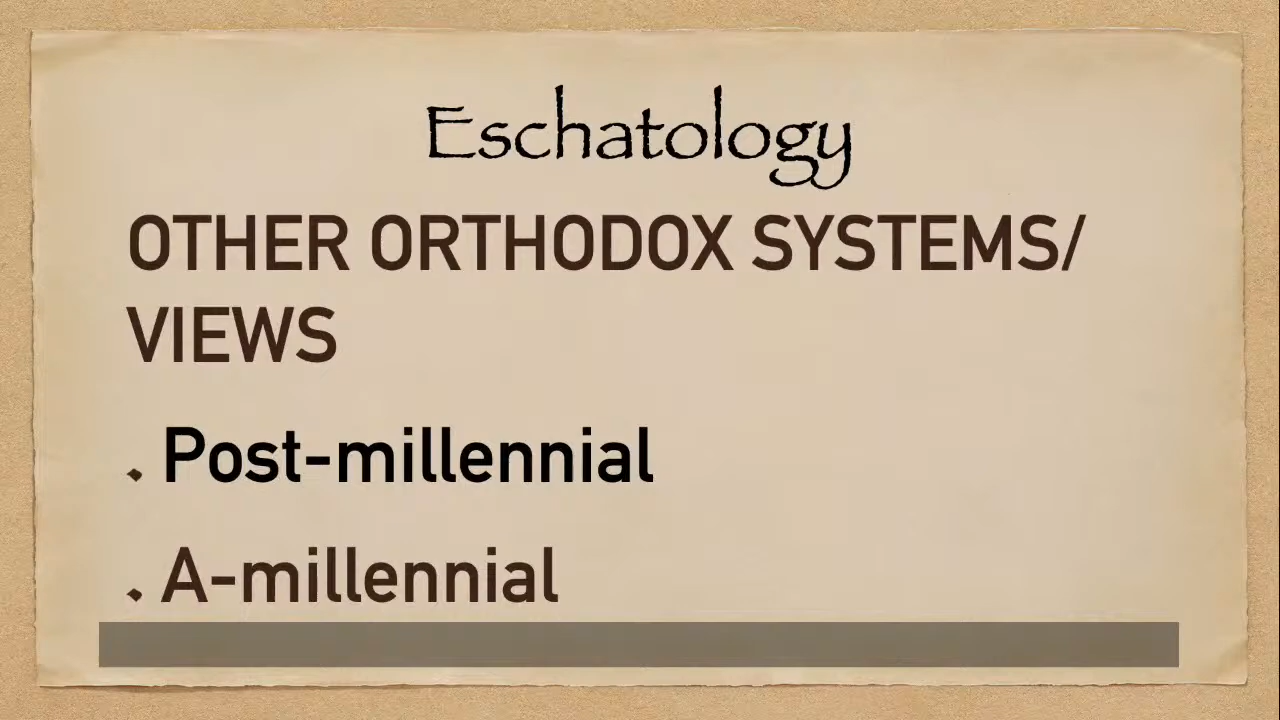 Eschatology
OTHER ORTHODOX SYSTEMS/
VIEWS
Post-millennial
A-millennial